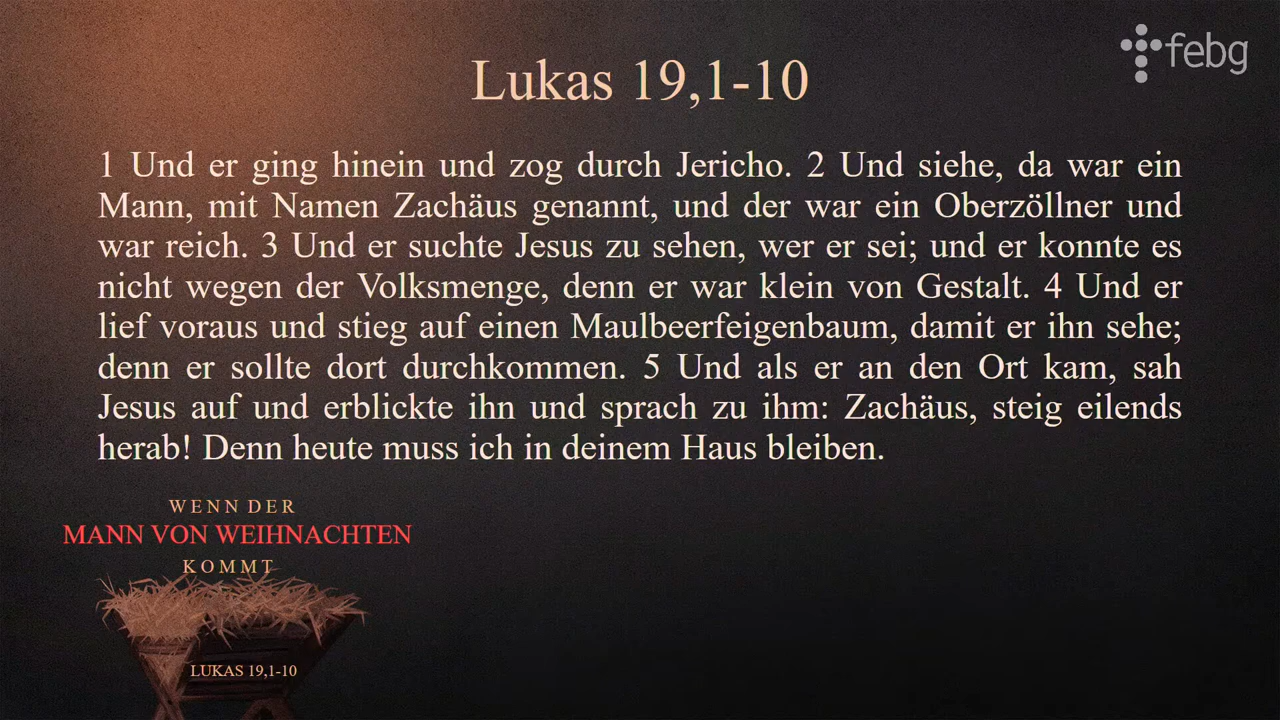 febg
Lukas 19,1-10
1 Und er ging hinein und zog durch Jericho. 2 Und siehe, da war ein
Mann, mit Namen Zachäus genannt, und der war ein Oberzöllner und
war reich. 3 Und er suchte Jesus zu sehen, wer er sei; und er konnte es
nicht wegen der Volksmenge, denn er war klein von Gestalt. 4 Und er
lief voraus und stieg auf einen Maulbeerfeigenbaum, damit er ihn sehe;
denn er sollte dort durchkommen. 5 Und als er an den Ort kam, sah
Jesus auf und erblickte ihn und sprach zu ihm: Zachäus, steig eilends
herab! Denn heute muss ich in deinem Haus bleiben.
WENN DER
MANN VON WEIHNACHTEN
KOMMT
LUKAS 19,1-10